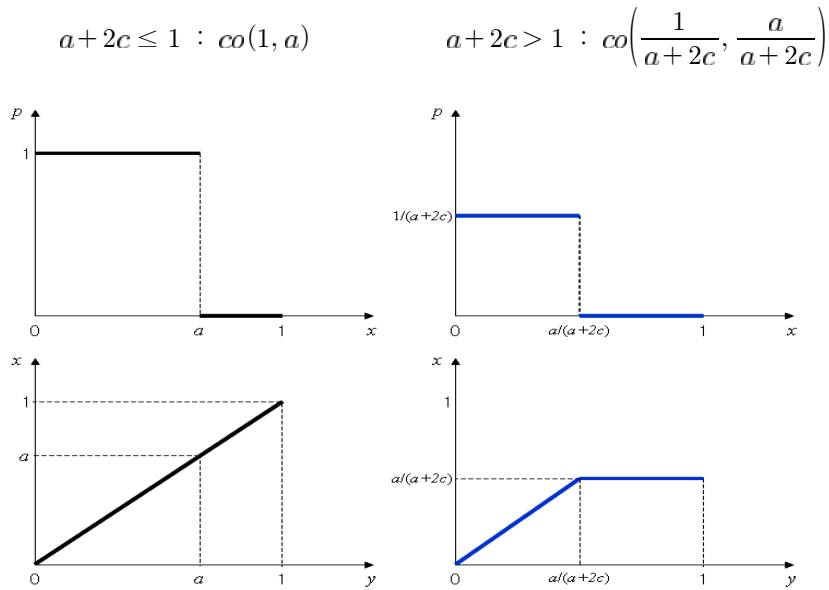 a + 2c ≤ 1 : co(1, a)
a + 2c > 1 : co(1/(a + 2c), a/(a + 2c))
p
1
0
a
1
x
p
1/(a+2c)
0
a/(a+2c)
1
x
x
1
a
0
a
1
y
x
1
a/(a+2c)
0
a/(a+2c)
1
y